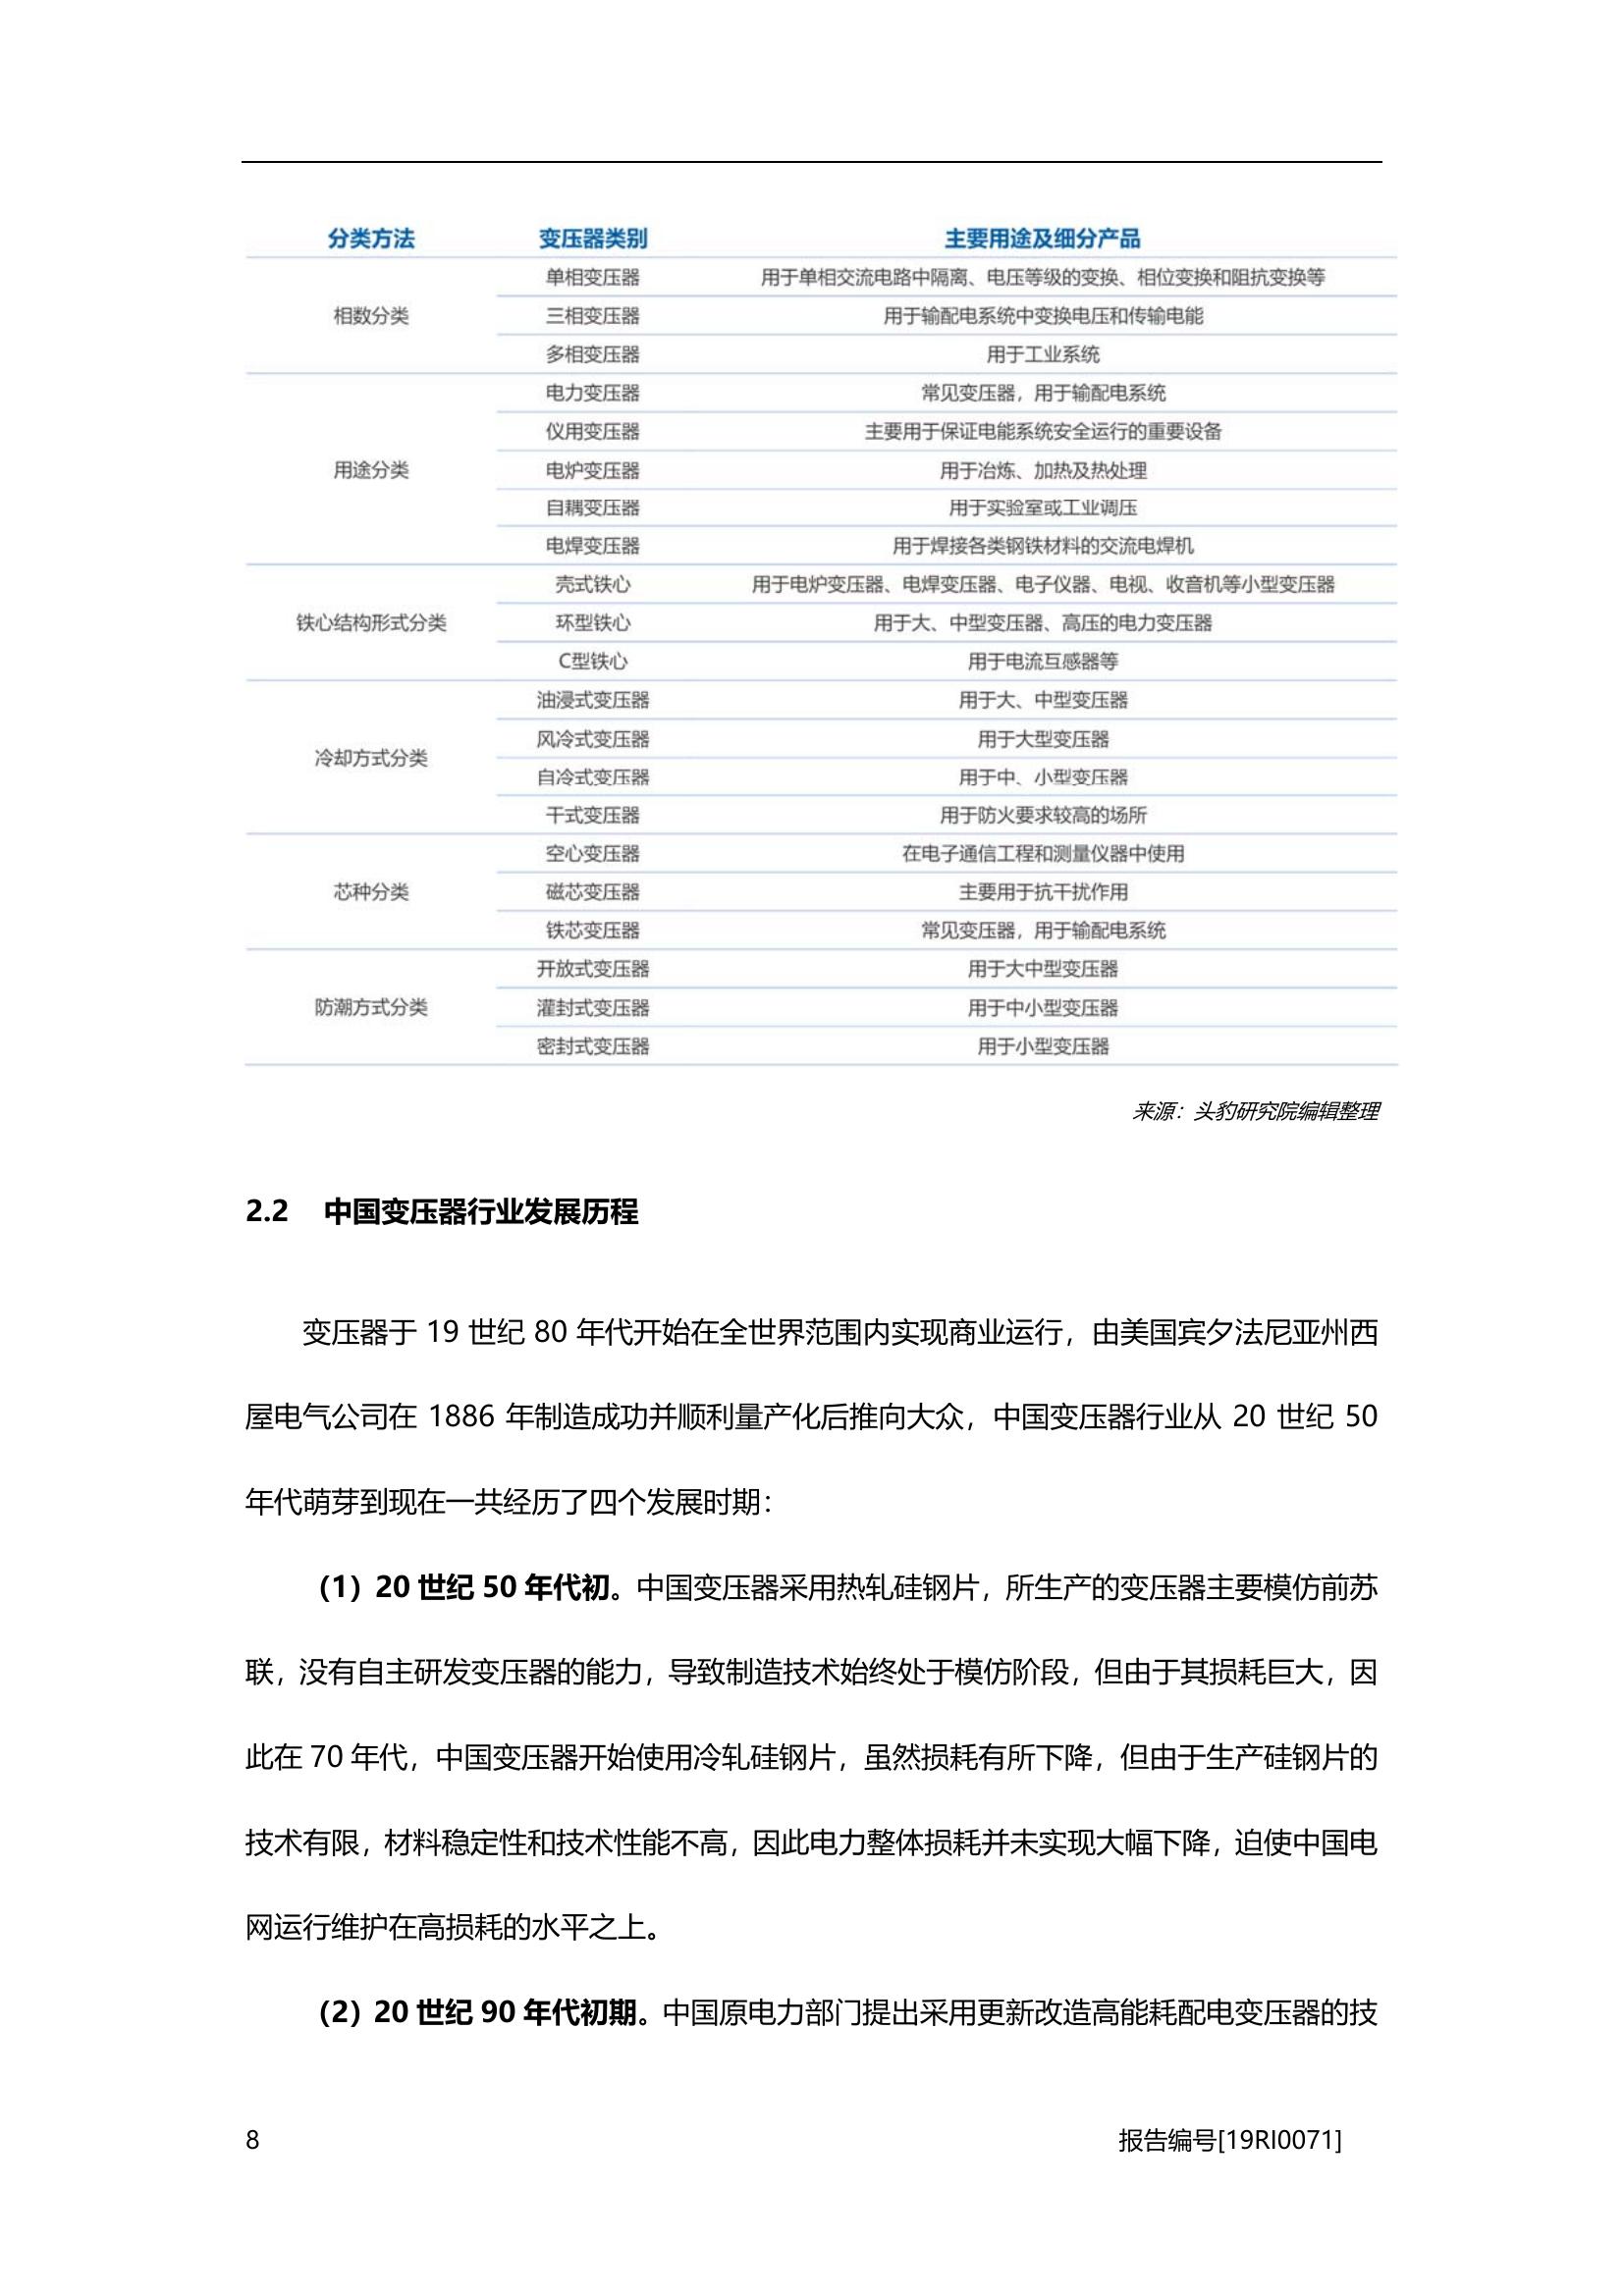 分类方法 变压器类别 主要用途及细分产品
单相变压器 用于单相交流电路中隔离、电压等级的变换、相位变换和阻抗变换等
相数分类 三相变压器 用于输配电系统中变换电压和传输电能
多相变压器 用于工业系统
电力变压器 常见变压器，用于输配电系统
仪用变压器 主要用于保证电能系统安全运行的重要设备
用途分类 电炉变压器 用于冶炼、加热及热处理
自耦变压器 用于实验室或工业调压
电焊变压器 用于焊接各类钢铁材料的交流电焊机
壳式铁心 用于电炉变压器、电焊变压器、电子仪器、电视、收音机等小型变压器
铁心结构形式分类 环型铁心 用于大、中型变压器、高压的电力变压器
C型铁心 用于电流互感器等
油浸式变压器 用于大、中型变压器
风冷式变压器 用于大型变压器
冷却方式分类
自冷式变压器 用于中、小型变压器
干式变压器 用于防火要求较高的场所
空心变压器 在电子通信工程和测量仪器中使用
芯种分类 磁芯变压器 主要用于抗干扰作用
铁芯变压器 常见变压器，用于输配电系统
开放式变压器 用于大中型变压器
防潮方式分类 灌封式变压器 用于中小型变压器
密封式变压器 用于小型变压器
来源：头豹研究院编辑整理
2.2 中国变压器行业发展历程
变压器于 19 世纪 80 年代开始在全世界范围内实现商业运行，由美国宾夕法尼亚州西
屋电气公司在 1886 年制造成功并顺利量产化后推向大众，中国变压器行业从 20 世纪 50
年代萌芽到现在一共经历了四个发展时期：
（1）20 世纪 50 年代初。中国变压器采用热轧硅钢片，所生产的变压器主要模仿前苏
联，没有自主研发变压器的能力，导致制造技术始终处于模仿阶段，但由于其损耗巨大，因
此在 70 年代，中国变压器开始使用冷轧硅钢片，虽然损耗有所下降，但由于生产硅钢片的
技术有限，材料稳定性和技术性能不高，因此电力整体损耗并未实现大幅下降，迫使中国电
网运行维护在高损耗的水平之上。
（2）20 世纪 90 年代初期。中国原电力部门提出采用更新改造高能耗配电变压器的技
8 报告编号[19RI0071]